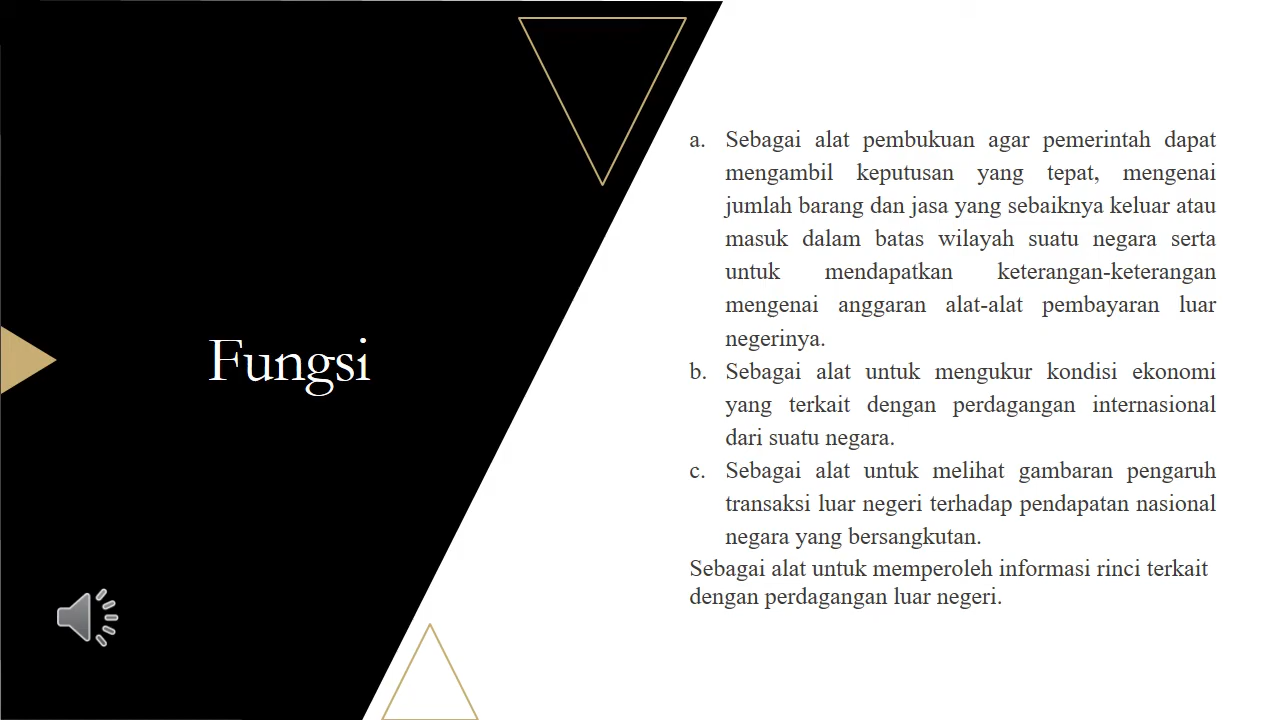 Fungsi
a. Sebagai alat pembukuan agar pemerintah dapat
mengambil keputusan yang tepat, mengenai
jumlah barang dan jasa yang sebaiknya keluar atau
masuk dalam batas wilayah suatu negara serta
untuk mendapatkan keterangan-keterangan
mengenai anggaran alat-alat pembayaran luar
negerinya.
b. Sebagai alat untuk mengukur kondisi ekonomi
yang terkait dengan perdagangan internasional
dari suatu negara.
c. Sebagai alat untuk melihat gambaran pengaruh
transaksi luar negeri terhadap pendapatan nasional
negara yang bersangkutan.
Sebagai alat untuk memperoleh informasi rinci terkait
dengan perdagangan luar negeri.